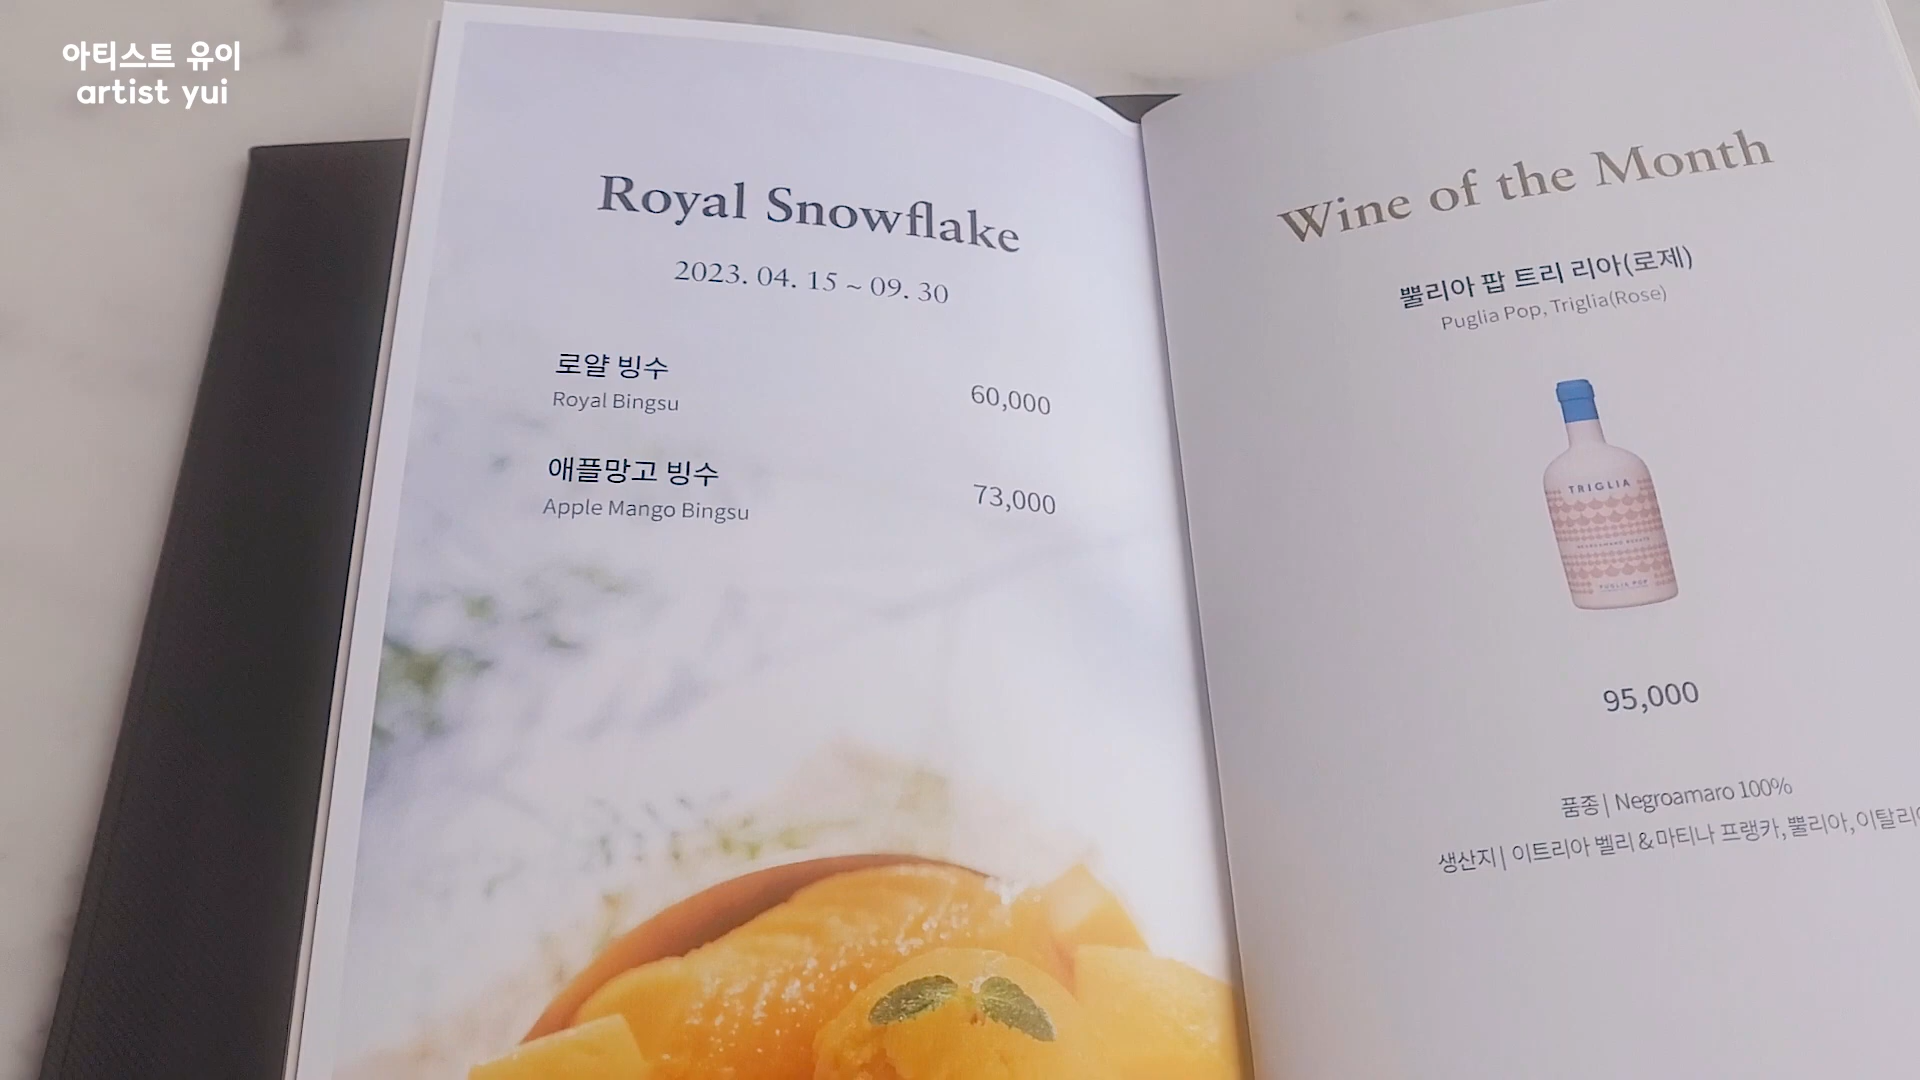 아티스트 유이
artist yui
Royal Snowflake
2023. 04. 15 ~ 09. 30
로얄 빙수
Royal Bingsu
60,000
애플망고 빙수
Apple Mango Bingsu
73,000
Wine of the Month
뿔리아 팝 트리 리아(로제)
Puglia Pop, Triglia(Rose)
TRIGLIA
PUGLIA POP
95,000
품종 | Negroamaro 100%
생산지 | 이트리아 벨리 & 마티나 프랭카, 뿔리아, 이탈리아